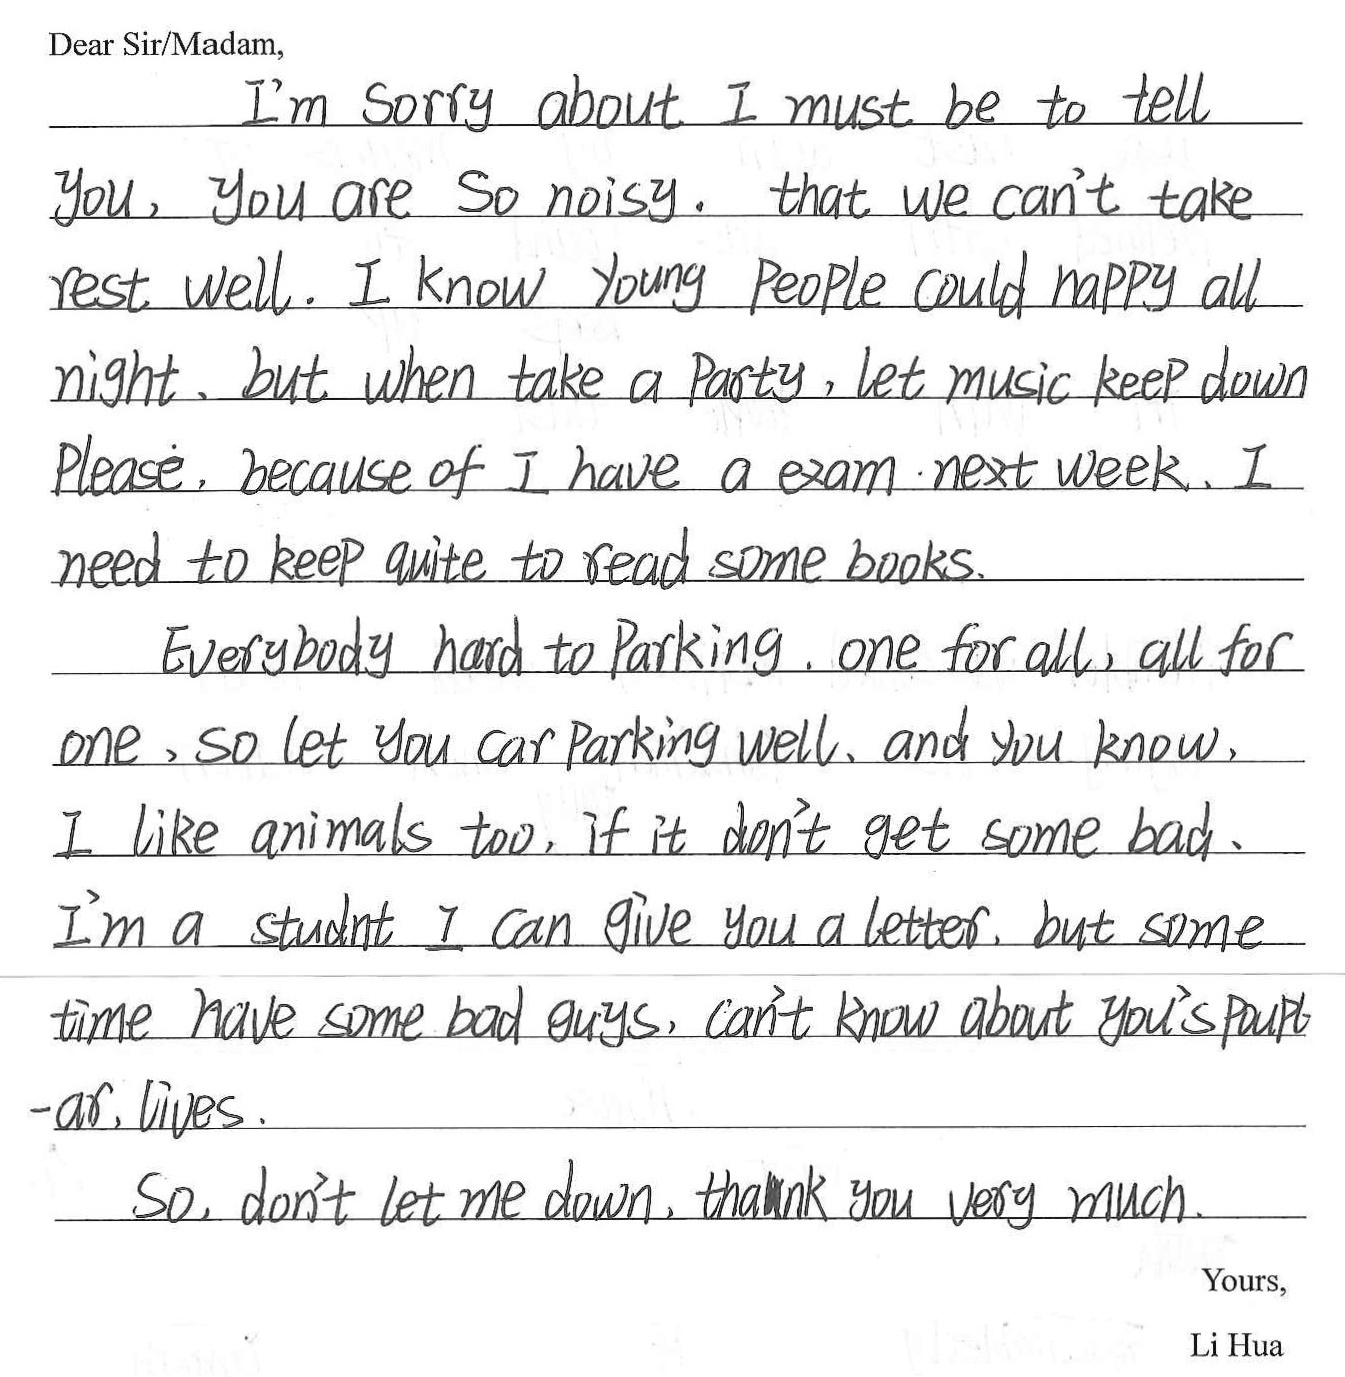 Dear Sir/Madam,
I'm sorry about I must be to tell
you, you are so noisy. that we can't take
rest well. I know young people could happy all
night, but when take a party, let music keep down
please, because of I have a exam next week. I
need to keep quite to read some books.
Everybody hard to parking. one for all, all for
one, so let you car parking well, and you know,
I like animals too, if it don't get some bad.
I'm a studnt I can give you a letter, but some
time have some bad guys, can't know about you's poupl
-ar, lives.
So, don't let me down, thank you very much.
Yours,
Li Hua